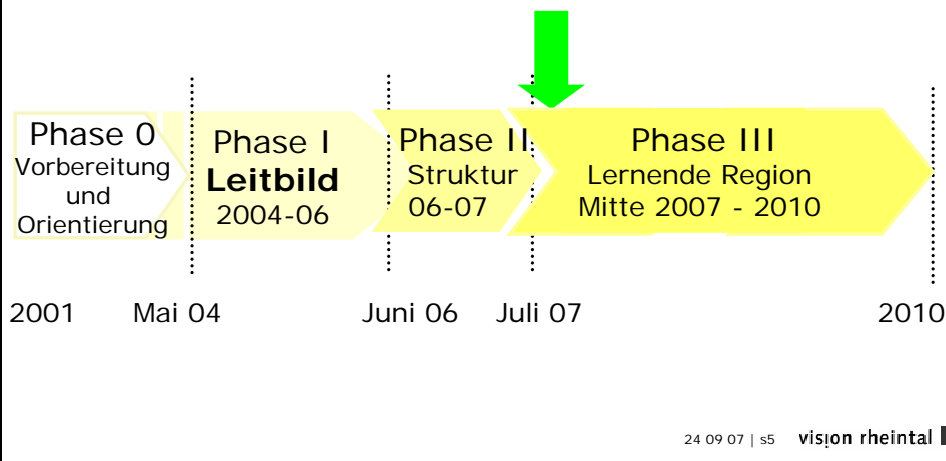 Phase 0
Vorbereitung
und
Orientierung
Phase I
Leitbild
2004-06
Phase II
Struktur
06-07
Phase III
Lernende Region
Mitte 2007 - 2010
2001
Mai 04
Juni 06
Juli 07
2010
24 09 07 | s5
vision rheintal